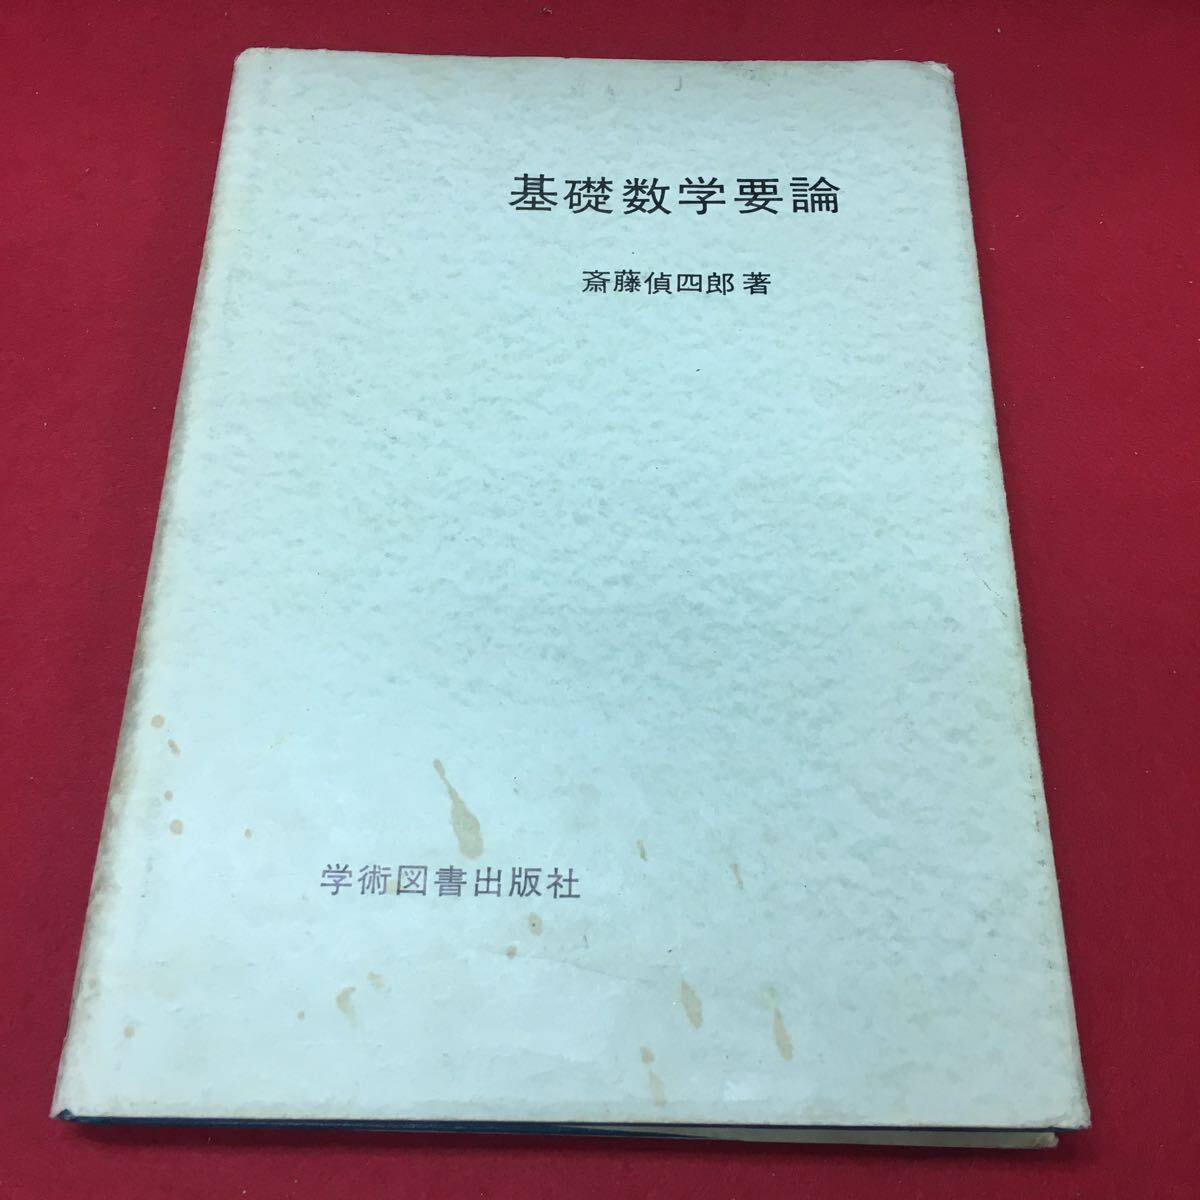 基礎数学要論
斎藤偵四郎 著
学術図書出版社